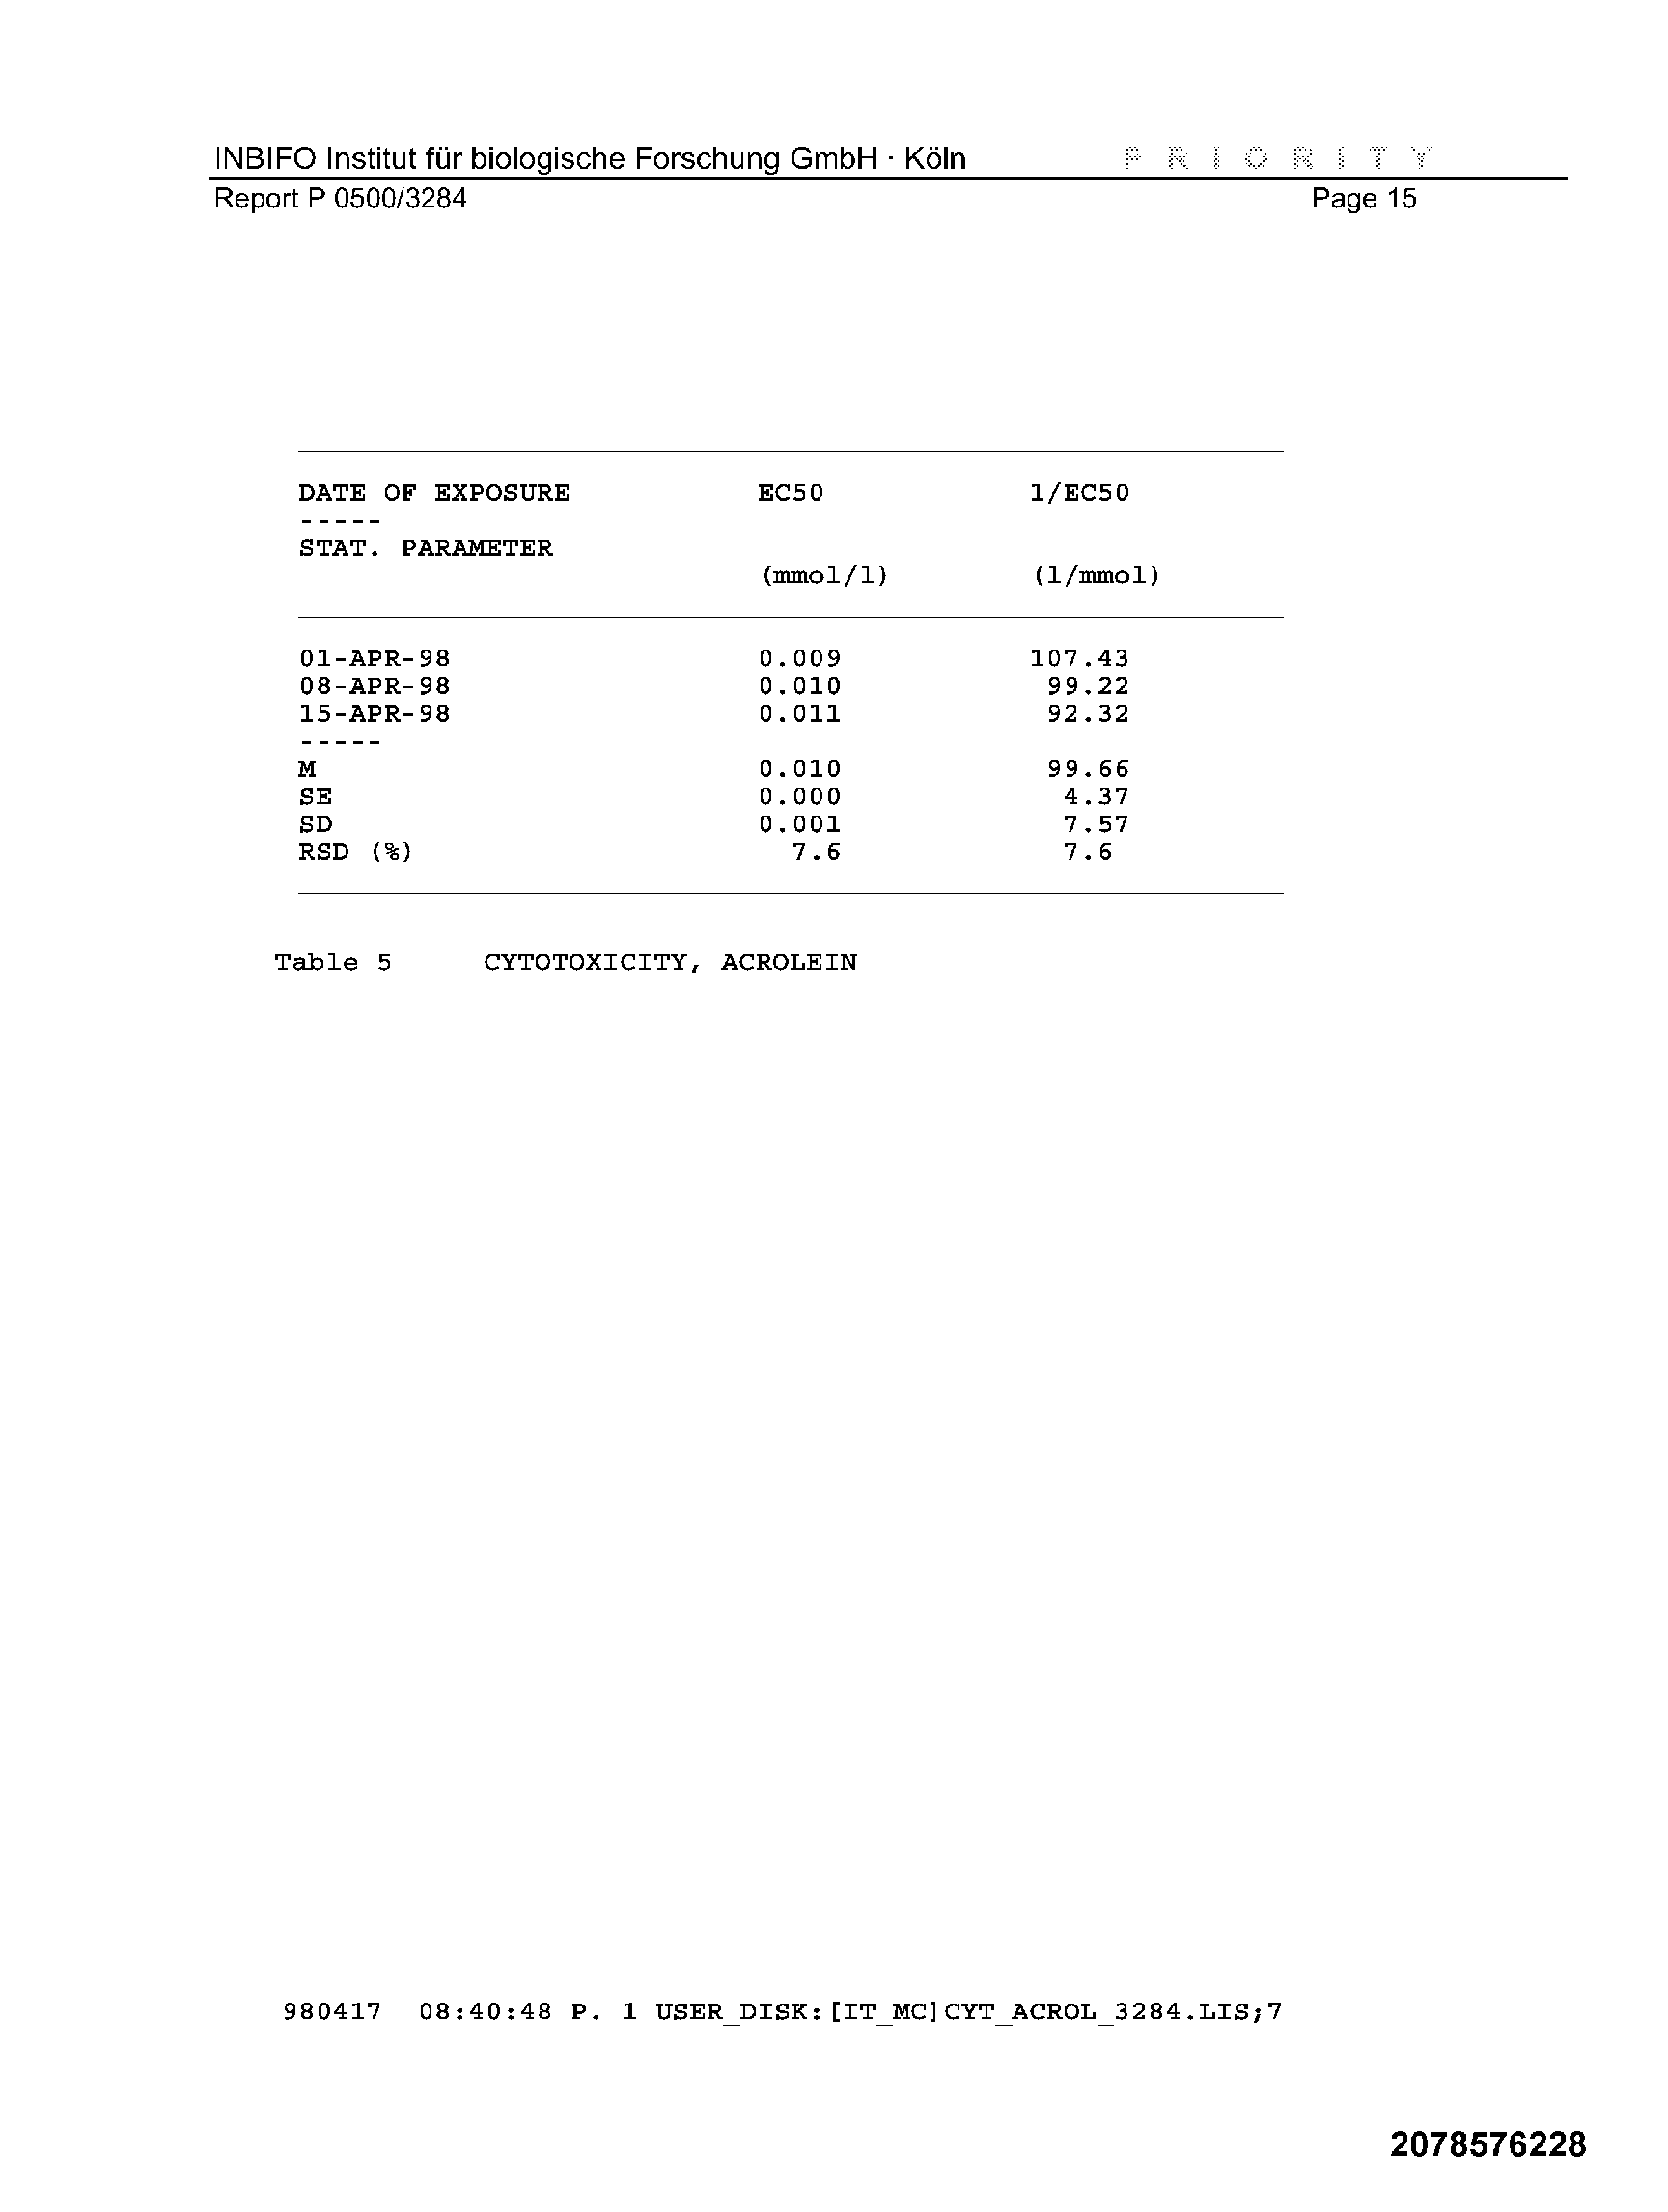 INBIFO Institut für biologische Forschung GmbH · Köln PRIORITY
Report P 0500/3284 Page 15
DATE OF EXPOSURE EC50 1/EC50
-----
STAT. PARAMETER
(mmol/l) (l/mmol)
01-APR-98 0.009 107.43
08-APR-98 0.010 99.22
15-APR-98 0.011 92.32
-----
M 0.010 99.66
SE 0.000 4.37
SD 0.001 7.57
RSD (%) 7.6 7.6
Table 5 CYTOTOXICITY, ACROLEIN
980417 08:40:48 P. 1 USER_DISK:[IT_MC]CYT_ACROL_3284.LIS;7
2078576228